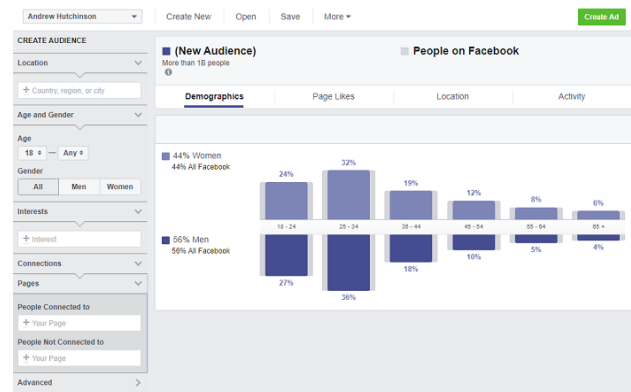 Andrew Hutchinson
Create New Open Save More
Create Ad
CREATE AUDIENCE
Location
+ Country, region, or city
Age and Gender
Age
18 — Any
Gender
All Men Women
Interests
+ Interest
Connections
Pages
People Connected to
+ Your Page
People Not Connected to
+ Your Page
Advanced
(New Audience)
More than 1B people
People on Facebook
Demographics Page Likes Location Activity
44% Women
44% All Facebook
24% 32% 19% 12% 8% 6%
18 - 24 25 - 34 35 - 44 45 - 54 55 - 64 65 +
56% Men
56% All Facebook
27% 36% 18% 10% 5% 4%